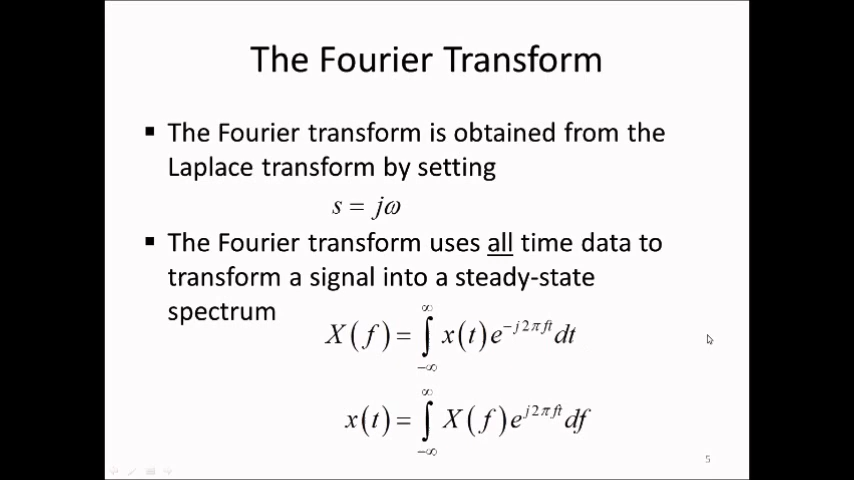 The Fourier Transform
▪ The Fourier transform is obtained from the
Laplace transform by setting
s = jω
▪ The Fourier transform uses all time data to
transform a signal into a steady-state
spectrum
X(f) = ∫_{-∞}^{∞} x(t)e^{-j2πft}dt
x(t) = ∫_{-∞}^{∞} X(f)e^{j2πft}df
5